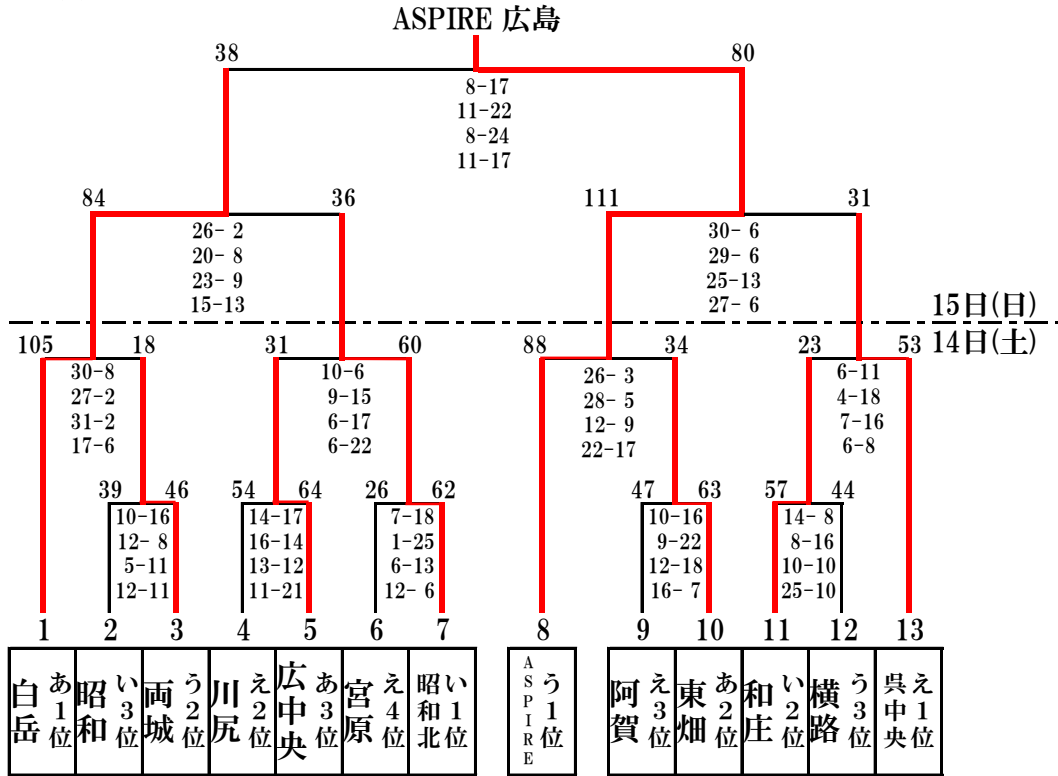 ASPIRE 広島
38 80
8-17
11-22
8-24
11-17
84 36 111 31
26- 2 30- 6
20- 8 29- 6
23- 9 25-13
15-13 27- 6
15日(日)
14日(土)
105 18 31 60 88 34 23 53
30-8 10-6 26- 3 6-11
27-2 9-15 28- 5 4-18
31-2 6-17 12- 9 7-16
17-6 6-22 22-17 6-8
39 46 54 64 26 62 47 63 57 44
10-16 14-17 7-18 10-16 14- 8
12- 8 16-14 1-25 9-22 8-16
5-11 13-12 6-13 12-18 10-10
12-11 11-21 12- 6 16- 7 25-10
1 2 3 4 5 6 7 8 9 10 11 12 13
白岳 あ1位
昭和 い3位
両城 う2位
川尻 え2位
広中央 あ3位
宮原 え4位
昭和北 い1位
ASPIRE う1位
阿賀 え3位
東畑 あ2位
和庄 い2位
横路 う3位
呉中央 え1位